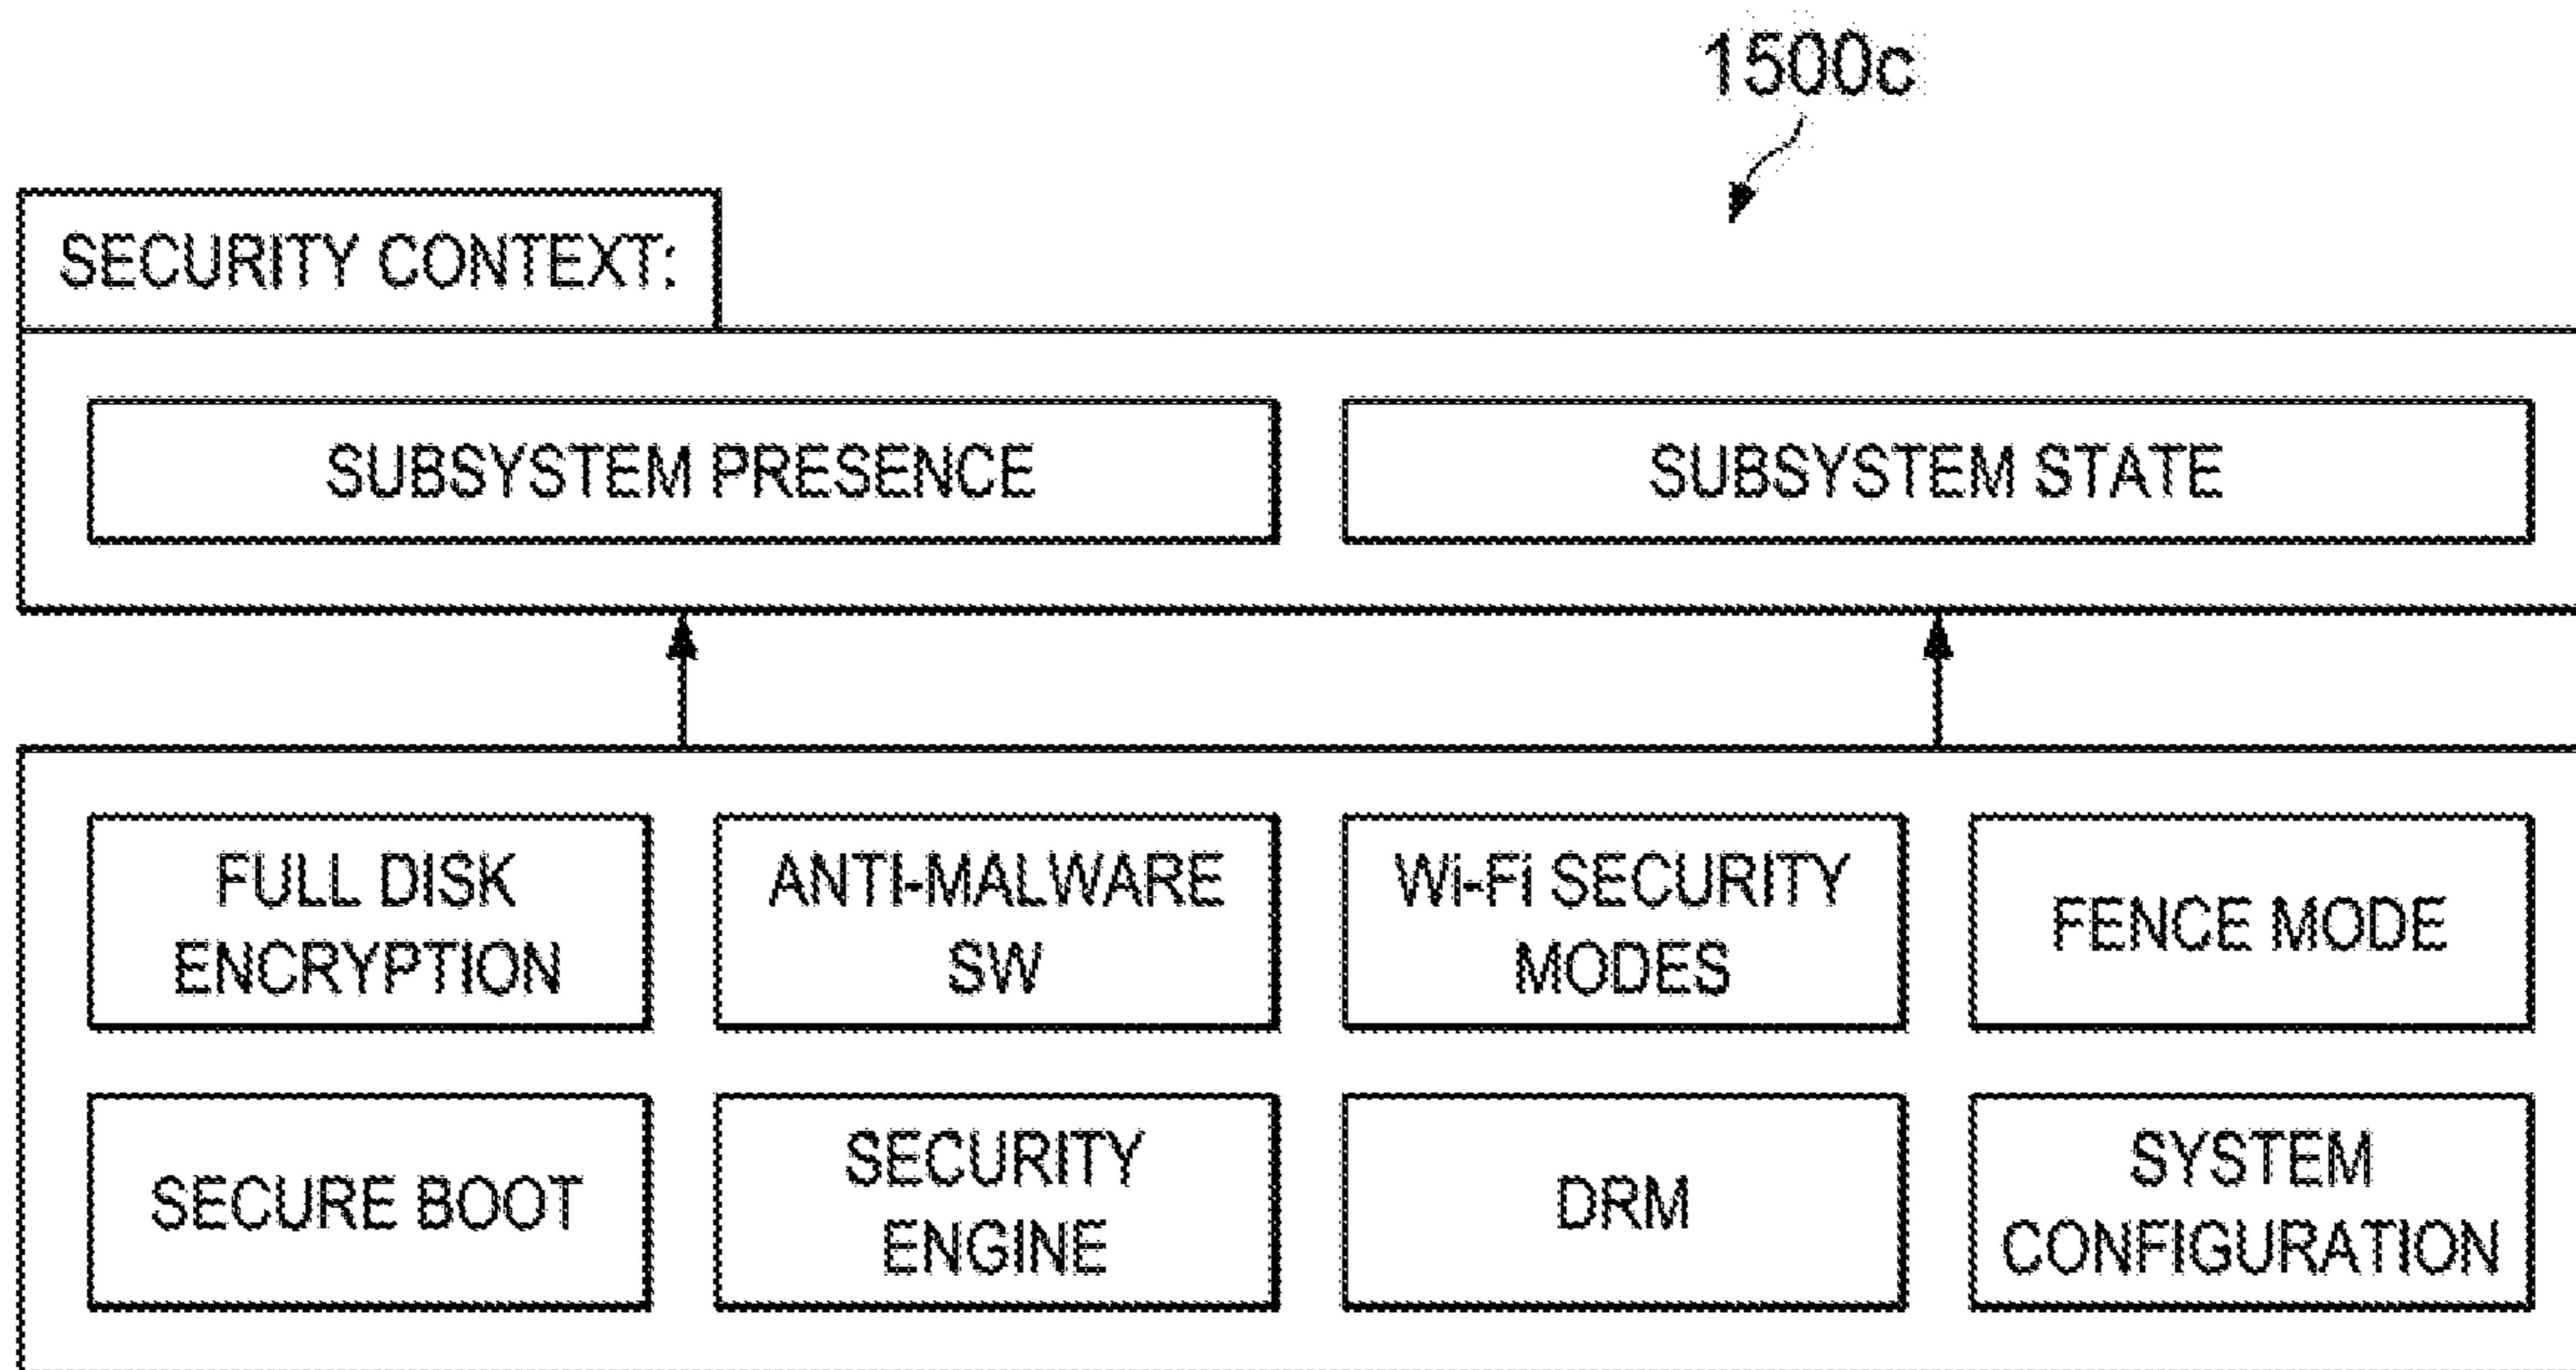 1500c
SECURITY CONTEXT:
SUBSYSTEM PRESENCE
SUBSYSTEM STATE
FULL DISK
ENCRYPTION
ANTI-MALWARE
SW
Wi-Fi SECURITY
MODES
FENCE MODE
SECURE BOOT
SECURITY
ENGINE
DRM
SYSTEM
CONFIGURATION